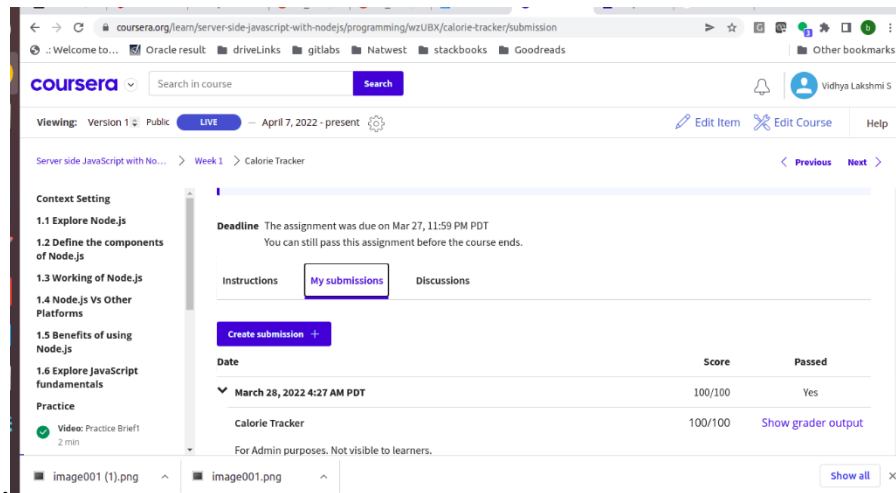 coursera.org/learn/server-side-javascript-with-nodejs/programming/wzUBX/calorie-tracker/submission
.: Welcome to... Oracle result driveLinks gitlabs Natwest stackbooks Goodreads Other bookmarks
coursera Search in course Search Vidhya Lakshmi S
Viewing: Version 1 Public LIVE — April 7, 2022 - present Edit Item Edit Course Help
Server side JavaScript with No... > Week 1 > Calorie Tracker < Previous Next >
Context Setting
1.1 Explore Node.js
1.2 Define the components
of Node.js
1.3 Working of Node.js
1.4 Node.js Vs Other
Platforms
1.5 Benefits of using
Node.js
1.6 Explore JavaScript
fundamentals
Practice
Video: Practice Brief1
2 min
Deadline The assignment was due on Mar 27, 11:59 PM PDT
You can still pass this assignment before the course ends.
Instructions My submissions Discussions
Create submission +
Date Score Passed
March 28, 2022 4:27 AM PDT 100/100 Yes
Calorie Tracker 100/100 Show grader output
For Admin purposes. Not visible to learners.
image001 (1).png image001.png Show all